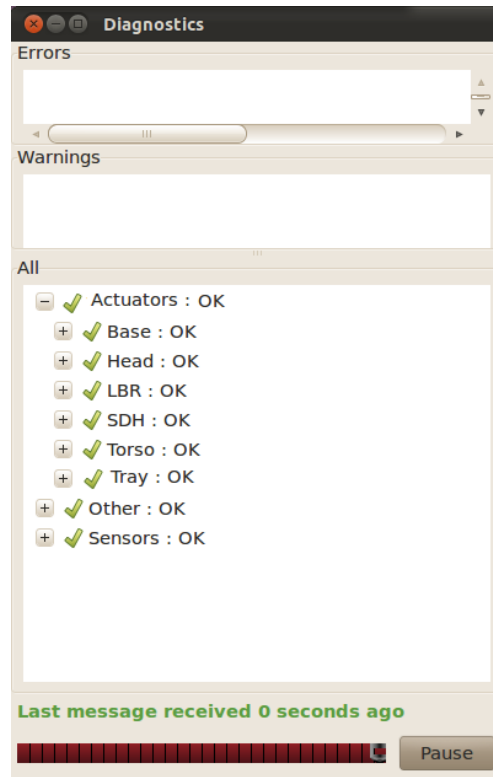 Diagnostics
Errors
Warnings
All
Actuators : OK
Base : OK
Head : OK
LBR : OK
SDH : OK
Torso : OK
Tray : OK
Other : OK
Sensors : OK
Last message received 0 seconds ago
Pause